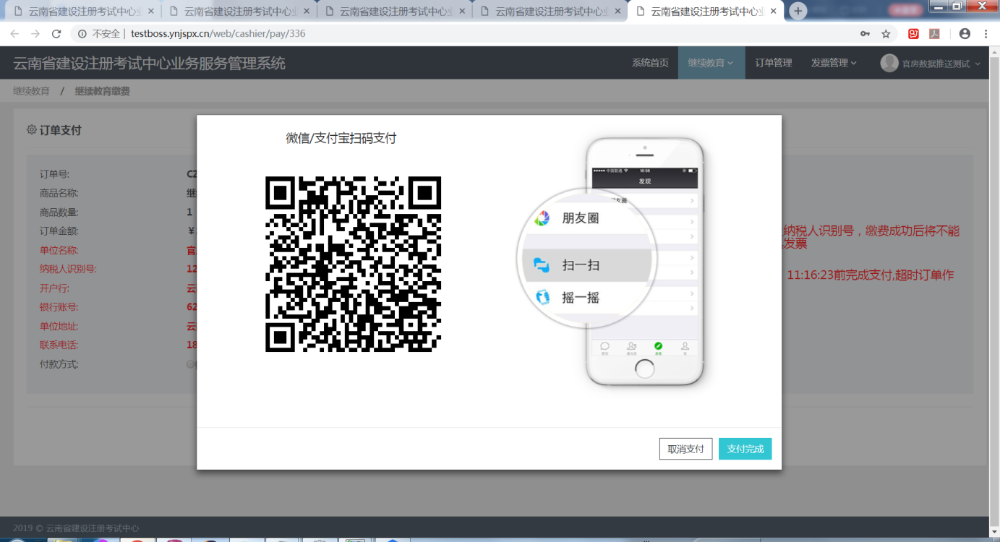 云南省建设注册考试中心业
云南省建设注册考试中心业
云南省建设注册考试中心业
云南省建设注册考试中心业
云南省建设注册考试中心业
不安全 | testboss.ynjspx.cn/web/cashier/pay/336
云南省建设注册考试中心业务服务管理系统
系统首页 继续教育 订单管理 发票管理 官房数据推送测试
继续教育 / 继续教育缴费
订单支付
微信/支付宝扫码支付
订单号: CZ
商品名称: 继
商品数量: 1
订单金额: ¥
单位名称: 官
纳税人识别号: 12
开户行: 云
银行账号: 62
单位地址: 云
联系电话: 18
付款方式:
中国联通 18:58
发现
友圈
朋友圈
扫一扫
摇一摇
纳税人识别号，缴费成功后将不能
发票
11:16:23前完成支付,超时订单作
取消支付 支付完成
2019 © 云南省建设注册考试中心